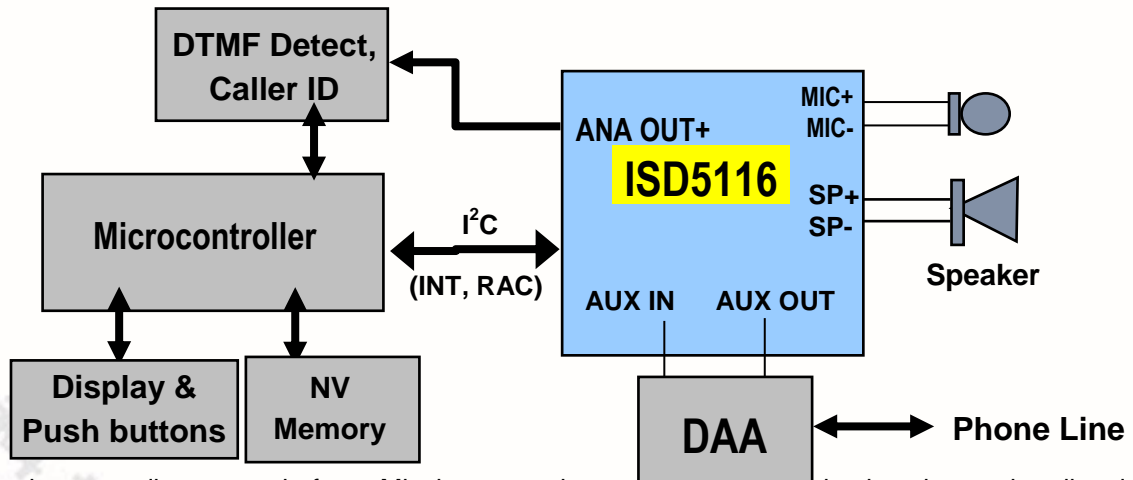 DTMF Detect,
Caller ID
MIC+
MIC-
ANA OUT+
ISD5116
SP+
SP-
Microcontroller
I²C
(INT, RAC)
Speaker
AUX IN AUX OUT
Display &
Push buttons
NV
Memory
DAA
Phone Line